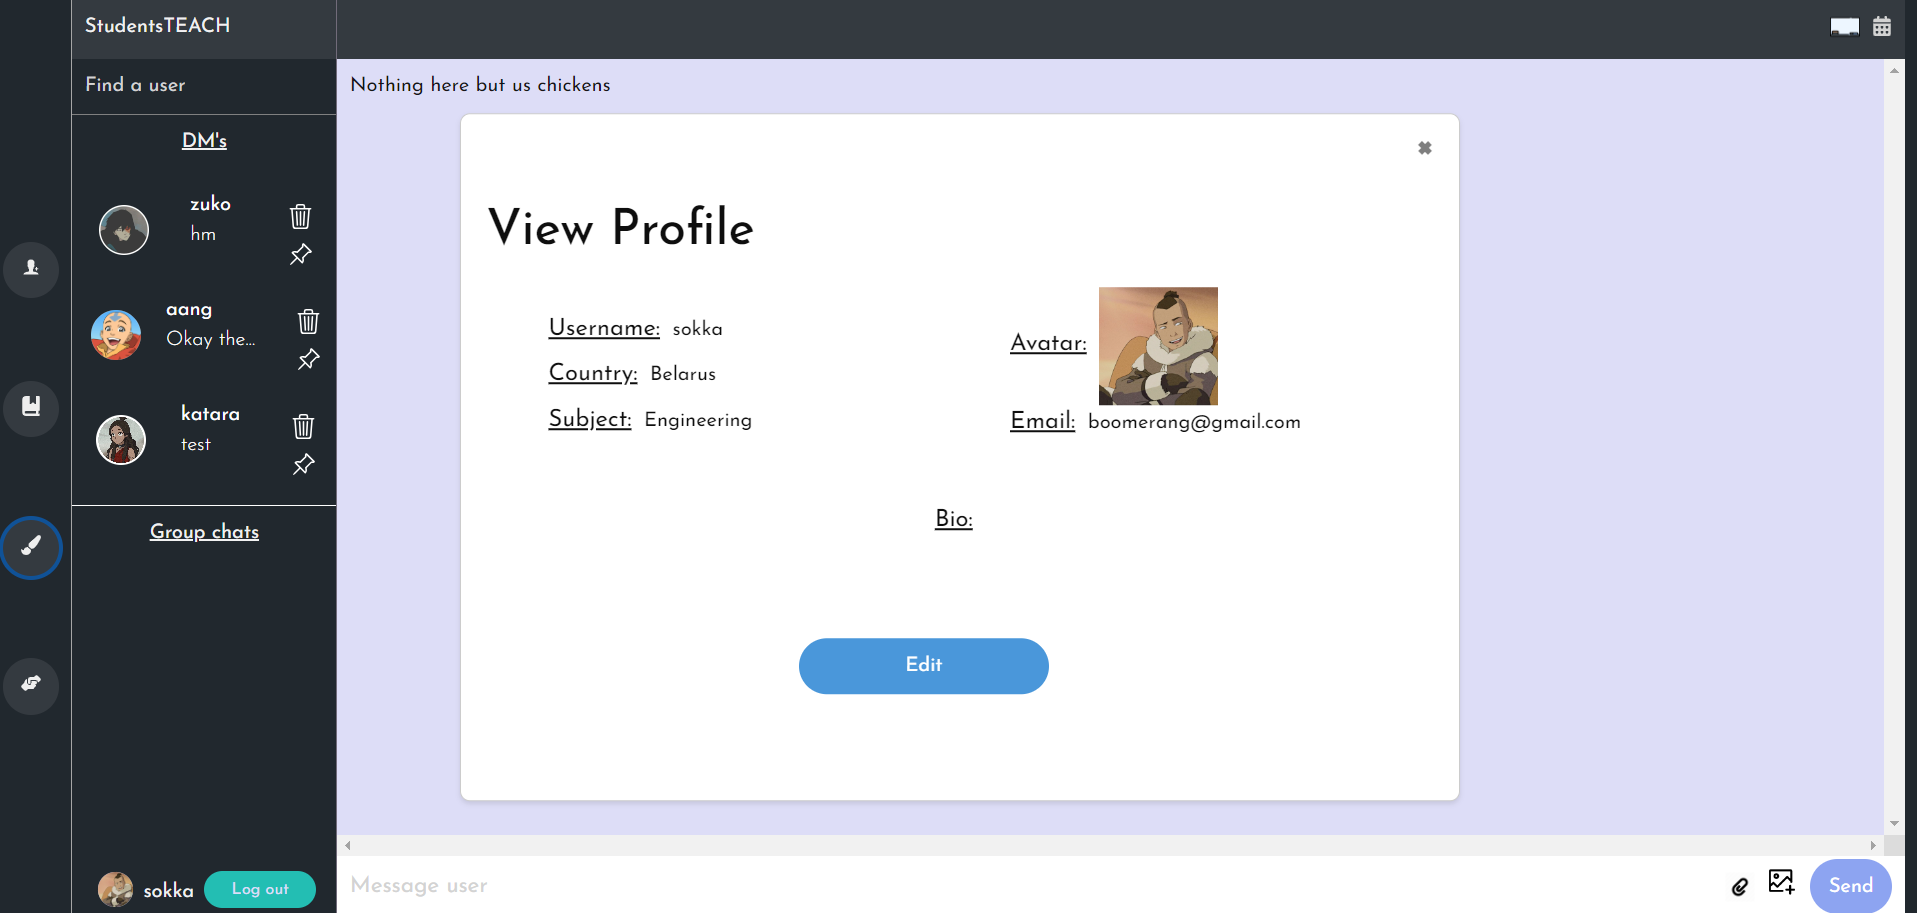 StudentsTEACH
Find a user
DM's
zuko
hm
aang
Okay the...
katara
test
Group chats
sokka
Log out
Nothing here but us chickens
✖
View Profile
Username: sokka
Country: Belarus
Subject: Engineering
Avatar:
Email: boomerang@gmail.com
Bio:
Edit
Message user
Send